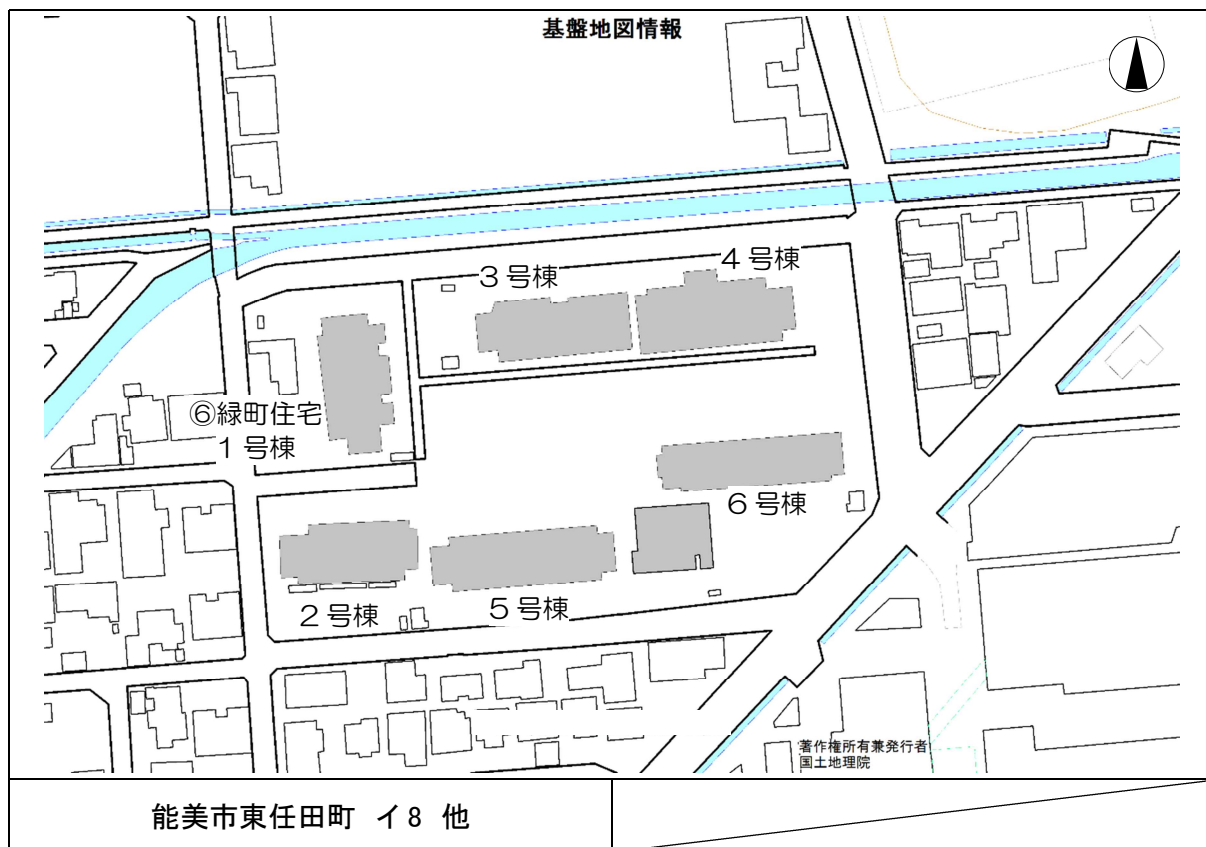 基盤地図情報
3号棟
4号棟
⑥緑町住宅
1号棟
6号棟
2号棟
5号棟
著作権所有兼発行者
国土地理院
能美市東任田町 イ8 他